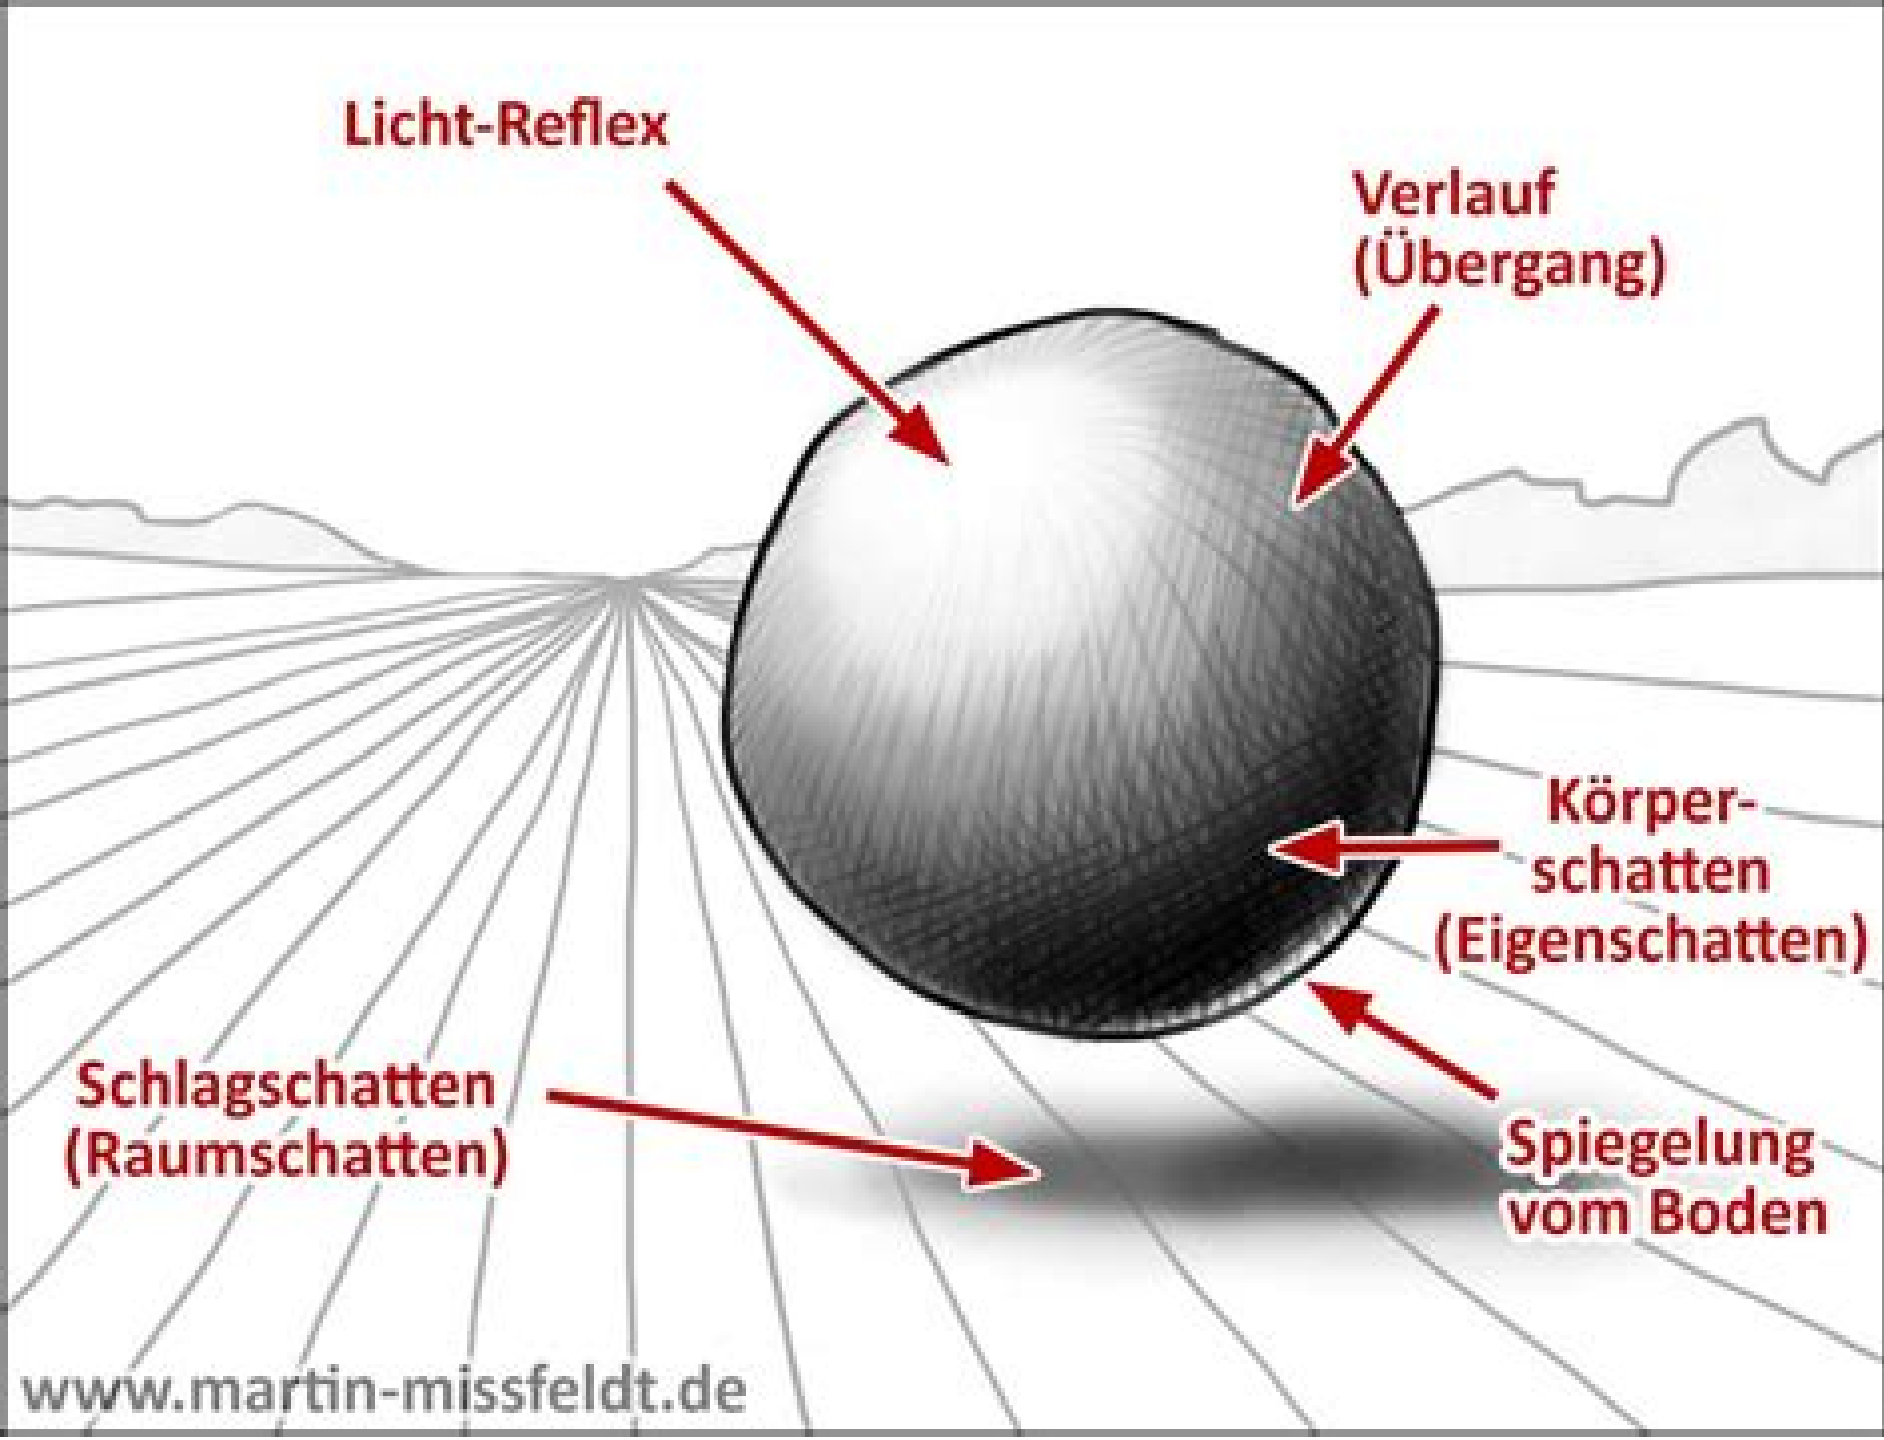 Licht-Reflex
Verlauf
(Übergang)
Körper-
schatten
(Eigenschatten)
Schlagschatten
(Raumschatten)
Spiegelung
vom Boden
www.martin-missfeldt.de